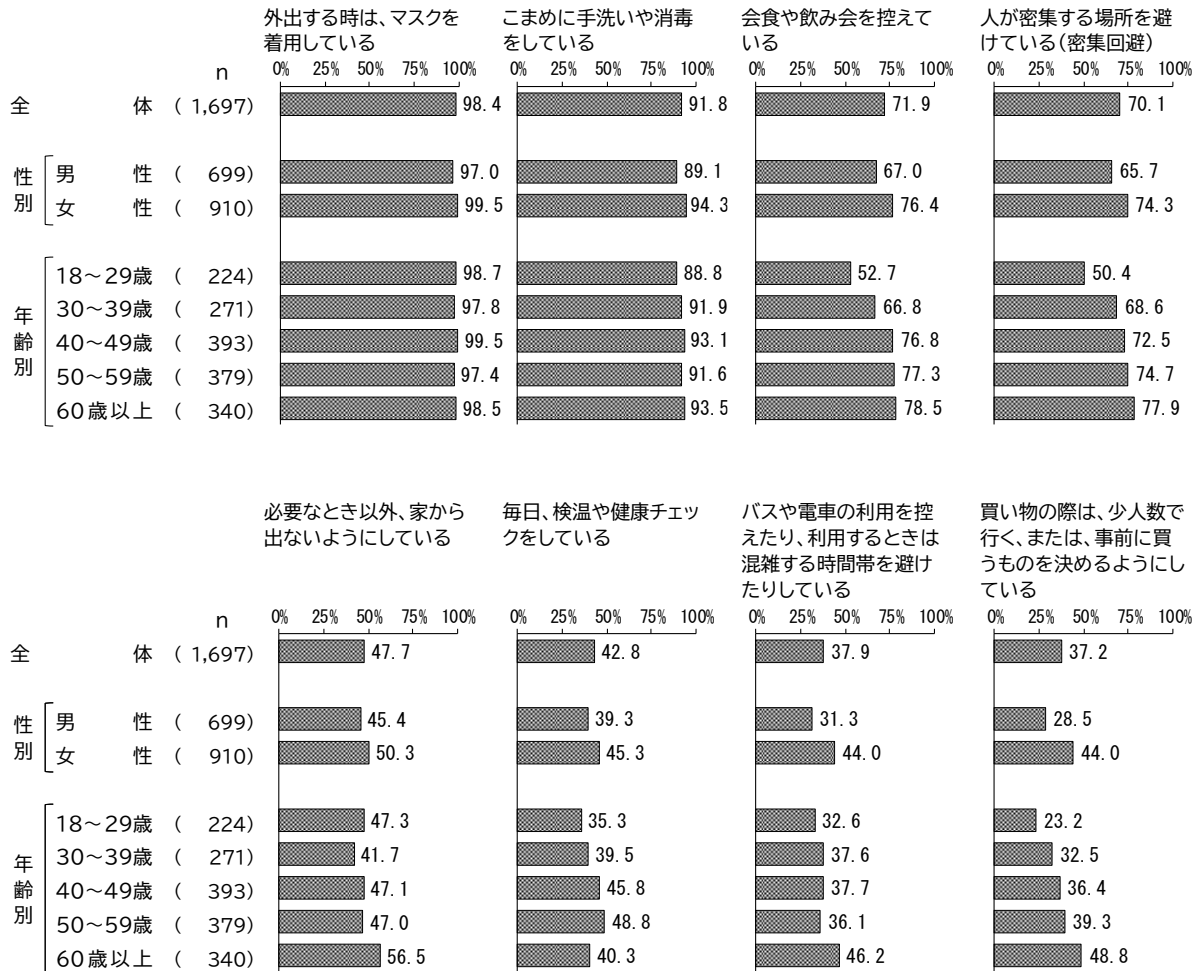 外出する時は、マスクを
着用している
こまめに手洗いや消毒
をしている
会食や飲み会を控えて
いる
人が密集する場所を避
けている(密集回避)
n
0% 25% 50% 75% 100% 0% 25% 50% 75% 100% 0% 25% 50% 75% 100% 0% 25% 50% 75% 100%
全体 ( 1,697) 98.4 91.8 71.9 70.1
性別
男性 ( 699) 97.0 89.1 67.0 65.7
女性 ( 910) 99.5 94.3 76.4 74.3
年齢別
18～29歳 ( 224) 98.7 88.8 52.7 50.4
30～39歳 ( 271) 97.8 91.9 66.8 68.6
40～49歳 ( 393) 99.5 93.1 76.8 72.5
50～59歳 ( 379) 97.4 91.6 77.3 74.7
60歳以上 ( 340) 98.5 93.5 78.5 77.9
必要なとき以外、家から
出ないようにしている
毎日、検温や健康チェッ
クをしている
バスや電車の利用を控
えたり、利用するときは
混雑する時間帯を避け
たりしている
買い物の際は、少人数で
行く、または、事前に買
うものを決めるようにし
ている
n
0% 25% 50% 75% 100% 0% 25% 50% 75% 100% 0% 25% 50% 75% 100% 0% 25% 50% 75% 100%
全体 ( 1,697) 47.7 42.8 37.9 37.2
性別
男性 ( 699) 45.4 39.3 31.3 28.5
女性 ( 910) 50.3 45.3 44.0 44.0
年齢別
18～29歳 ( 224) 47.3 35.3 32.6 23.2
30～39歳 ( 271) 41.7 39.5 37.6 32.5
40～49歳 ( 393) 47.1 45.8 37.7 36.4
50～59歳 ( 379) 47.0 48.8 36.1 39.3
60歳以上 ( 340) 56.5 40.3 46.2 48.8